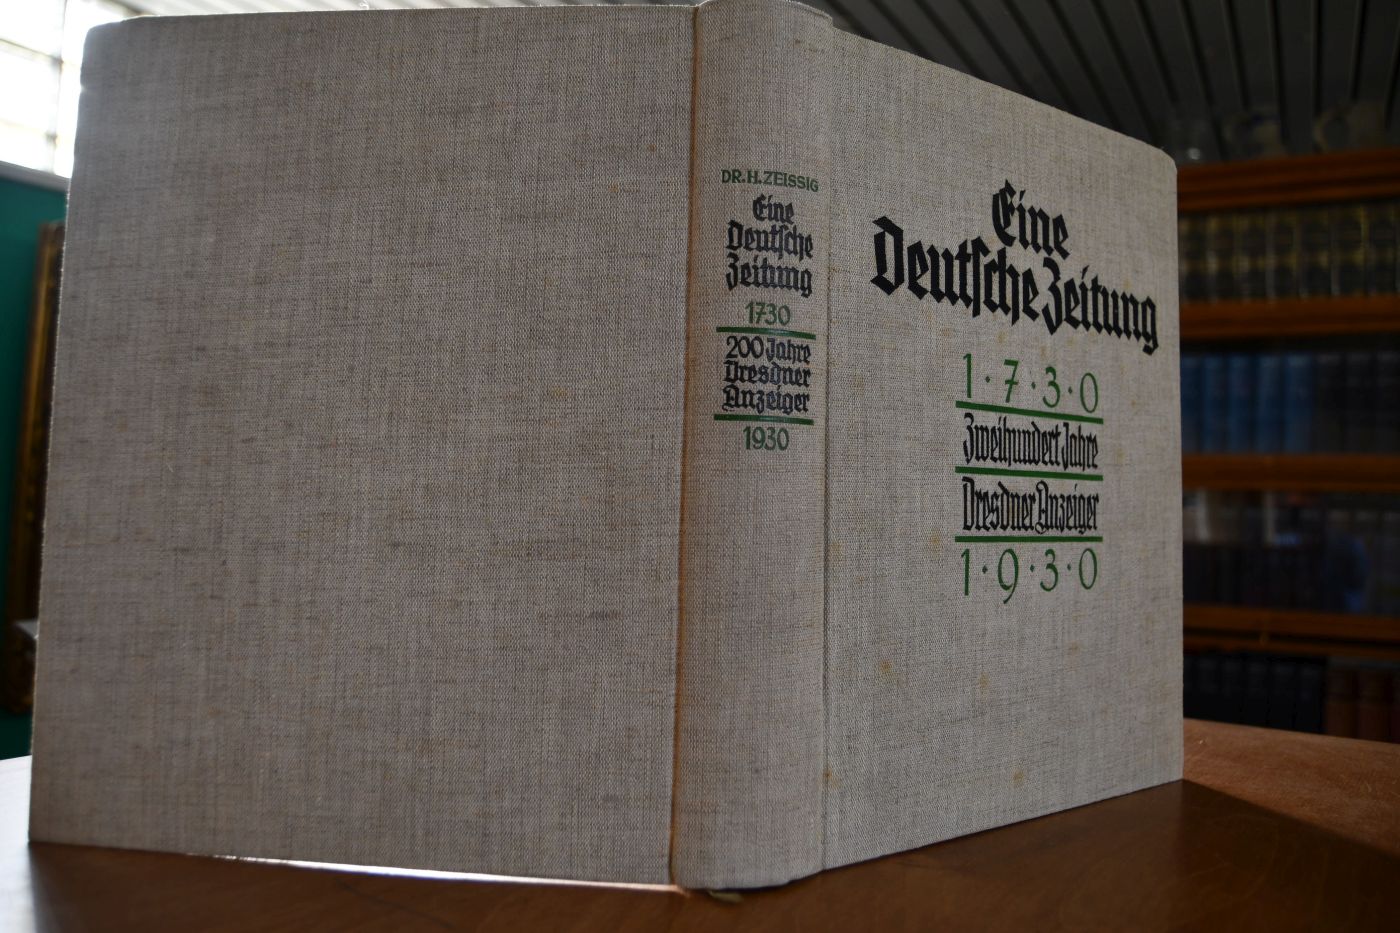 DR. H. ZEISSIG
Eine
Deutſche
Zeitung
1730
200 Jahre
Dresdner
Anzeiger
1930
Eine
Deutſche Zeitung
1·7·3·0
Zweihundert Jahre
Dresdner Anzeiger
1·9·3·0